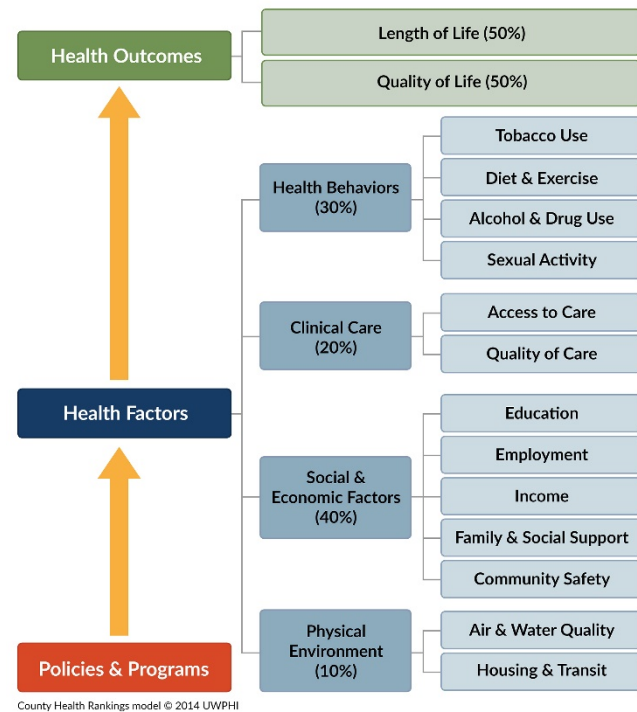 Health Outcomes
Length of Life (50%)
Quality of Life (50%)
Health Behaviors
(30%)
Tobacco Use
Diet & Exercise
Alcohol & Drug Use
Sexual Activity
Clinical Care
(20%)
Access to Care
Quality of Care
Health Factors
Social &
Economic Factors
(40%)
Education
Employment
Income
Family & Social Support
Community Safety
Physical
Environment
(10%)
Air & Water Quality
Housing & Transit
Policies & Programs
County Health Rankings model © 2014 UWPHI